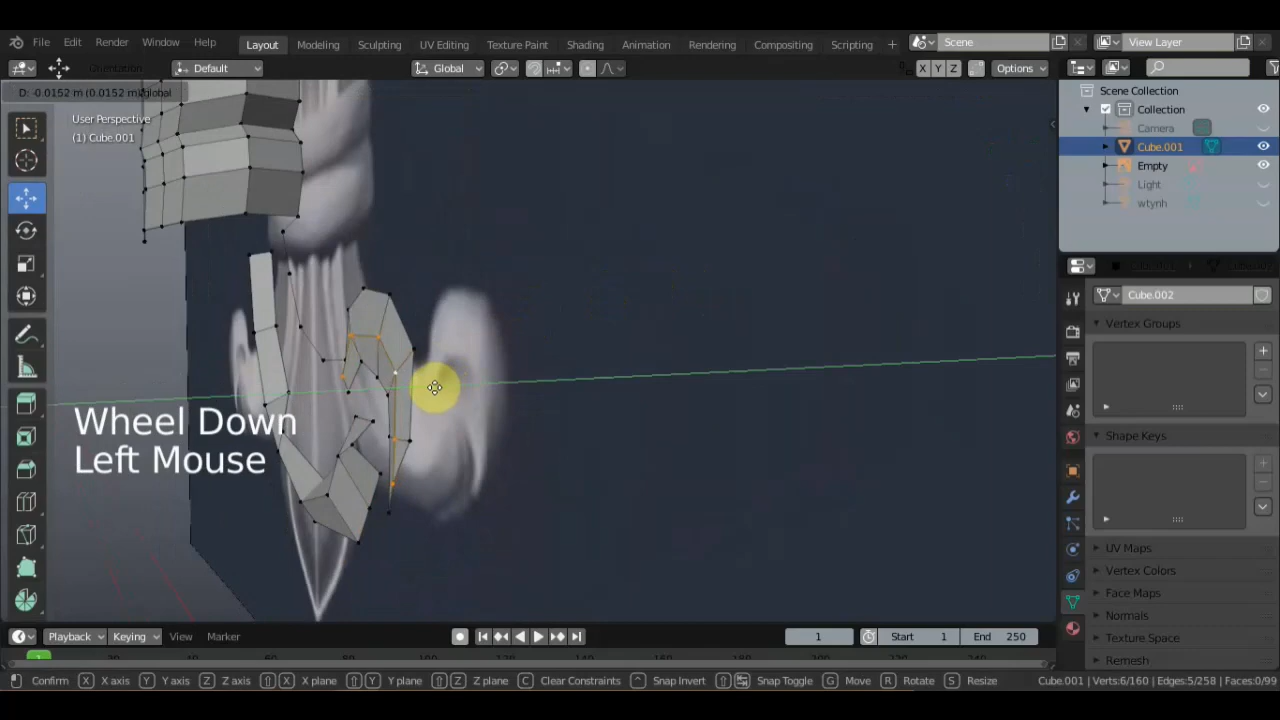 File Edit Render Window Help Layout Modeling Sculpting UV Editing Texture Paint Shading Animation Rendering Compositing Scripting + Scene View Layer
Orientation Default Global X Y Z Options
D: -0.0152 m (0.0152 m) global
User Perspective
(1) Cube.001
Scene Collection
Collection
Camera
Cube.001
Empty
Light
wtynh
Cube.002
Vertex Groups
Shape Keys
UV Maps
Vertex Colors
Face Maps
Normals
Texture Space
Remesh
Wheel Down
Left Mouse
Playback Keying View Marker 1 Start 1 End 250
Confirm X X axis Y Y axis Z Z axis X X plane Y Y plane Z Z plane C Clear Constraints ^ Snap Invert Snap Toggle G Move R Rotate S Resize Cube.001 | Verts:6/160 | Edges:5/258 | Faces:0/99